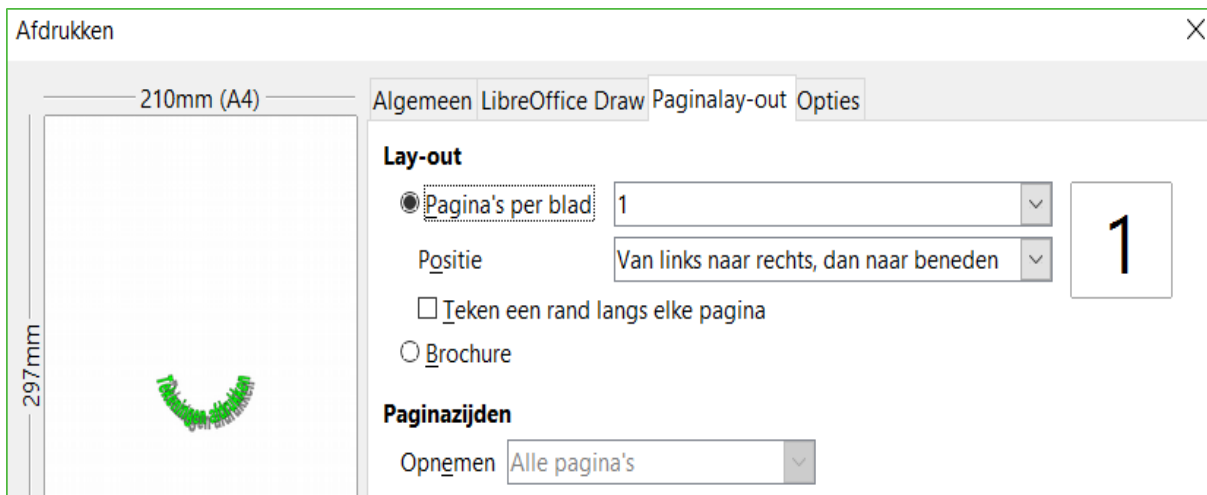 Afdrukken
210mm (A4)
297mm
Algemeen LibreOffice Draw Paginalay-out Opties
Lay-out
Pagina's per blad 1
1
Positie Van links naar rechts, dan naar beneden
Teken een rand langs elke pagina
Brochure
Paginazijden
Opnemen Alle pagina's